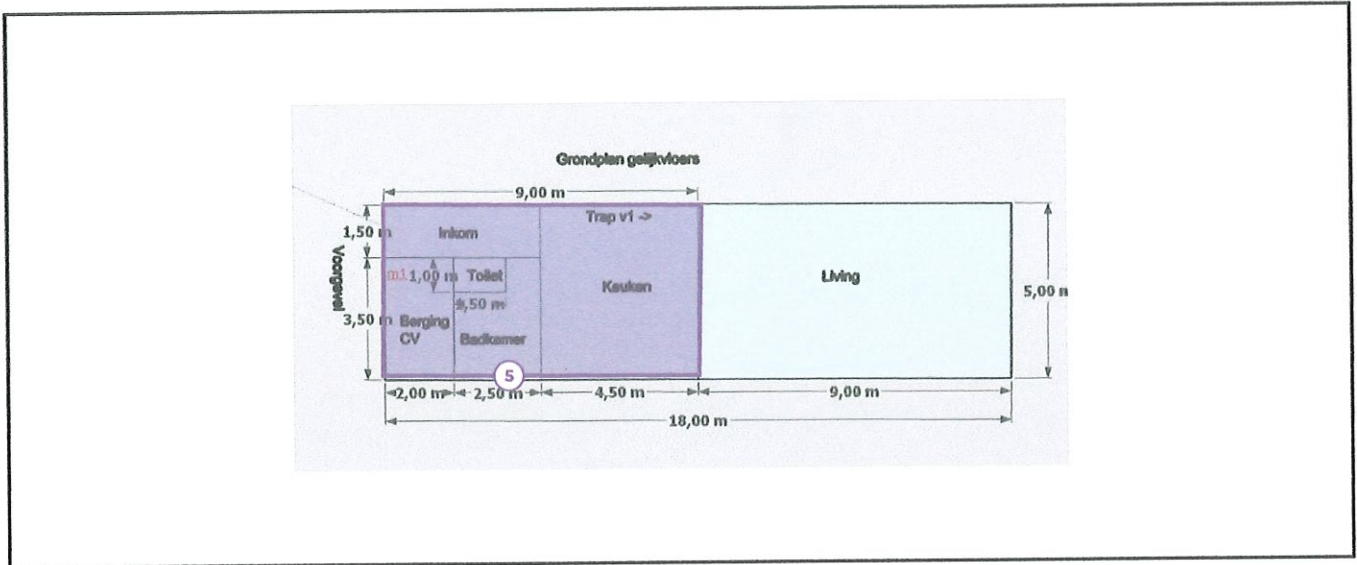 Grondplan gelijkvloers
9,00 m
Trap v1 ->
1,50 m
Inkom
Voorgevel
m3
1,00 m
Toilet
Keuken
Living
5,00 m
,50 m
3,50 m
Berging
CV
Badkamer
5
2,00 m
2,50 m
4,50 m
9,00 m
18,00 m